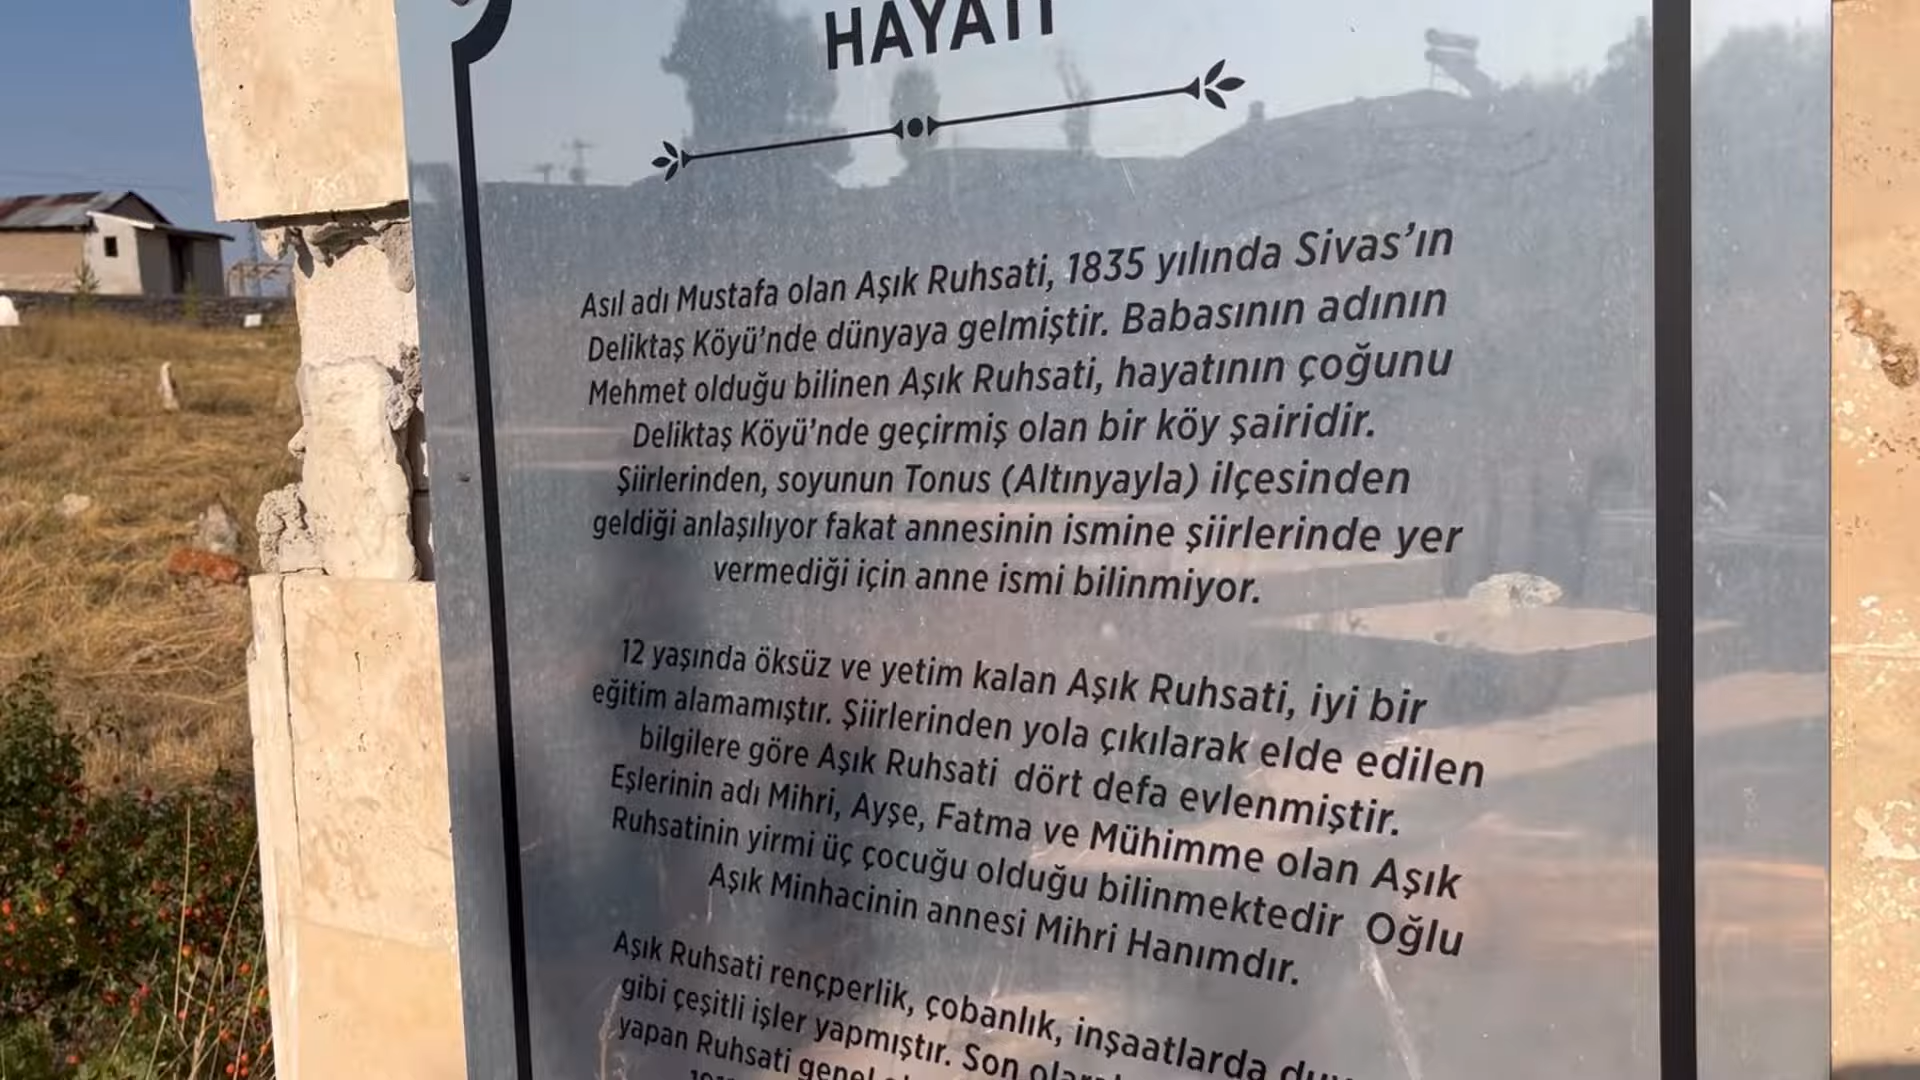 HAYATI
Asıl adı Mustafa olan Aşık Ruhsati, 1835 yılında Sivas’ın
Deliktaş Köyü’nde dünyaya gelmiştir. Babasının adının
Mehmet olduğu bilinen Aşık Ruhsati, hayatının çoğunu
Deliktaş Köyü’nde geçirmiş olan bir köy şairidir.
Şiirlerinden, soyunun Tonus (Altınyayla) ilçesinden
geldiği anlaşılıyor fakat annesinin ismine şiirlerinde yer
vermediği için anne ismi bilinmiyor.
12 yaşında öksüz ve yetim kalan Aşık Ruhsati, iyi bir
eğitim alamamıştır. Şiirlerinden yola çıkılarak elde edilen
bilgilere göre Aşık Ruhsati dört defa evlenmiştir.
Eşlerinin adı Mihri, Ayşe, Fatma ve Mühimme olan Aşık
Ruhsatinin yirmi üç çocuğu olduğu bilinmektedir Oğlu
Aşık Minhacinin annesi Mihri Hanımdır.
Aşık Ruhsati rençperlik, çobanlık, inşaatlarda
gibi çeşitli işler yapmıştır. Son
yapan Ruhsati genel